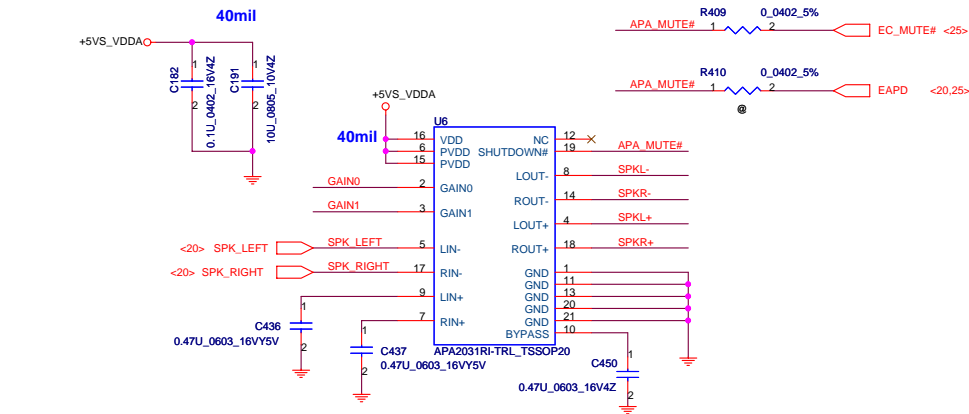 40mil
+5VS_VDDA
1
C182
2
0.1U_0402_16V4Z
1
C191
2
10U_0805_10V4Z
R409
0_0402_5%
APA_MUTE#
1
2
EC_MUTE# <25>
R410
0_0402_5%
APA_MUTE#
1
2
EAPD <20,25>
@
+5VS_VDDA
40mil
U6
16 VDD
6 PVDD
15 PVDD
NC 12
SHUTDOWN# 19 APA_MUTE#
LOUT- 8 SPKL-
ROUT- 14 SPKR-
LOUT+ 4 SPKL+
ROUT+ 18 SPKR+
GAIN0 2 GAIN0
GAIN1 3 GAIN1
<20> SPK_LEFT SPK_LEFT 5 LIN-
<20> SPK_RIGHT SPK_RIGHT 17 RIN-
9 LIN+
7 RIN+
GND 1
GND 11
GND 13
GND 20
GND 21
BYPASS 10
APA2031RI-TRL_TSSOP20
1
C436
0.47U_0603_16VY5V
2
1
C437
0.47U_0603_16VY5V
2
1
C450
0.47U_0603_16V4Z
2